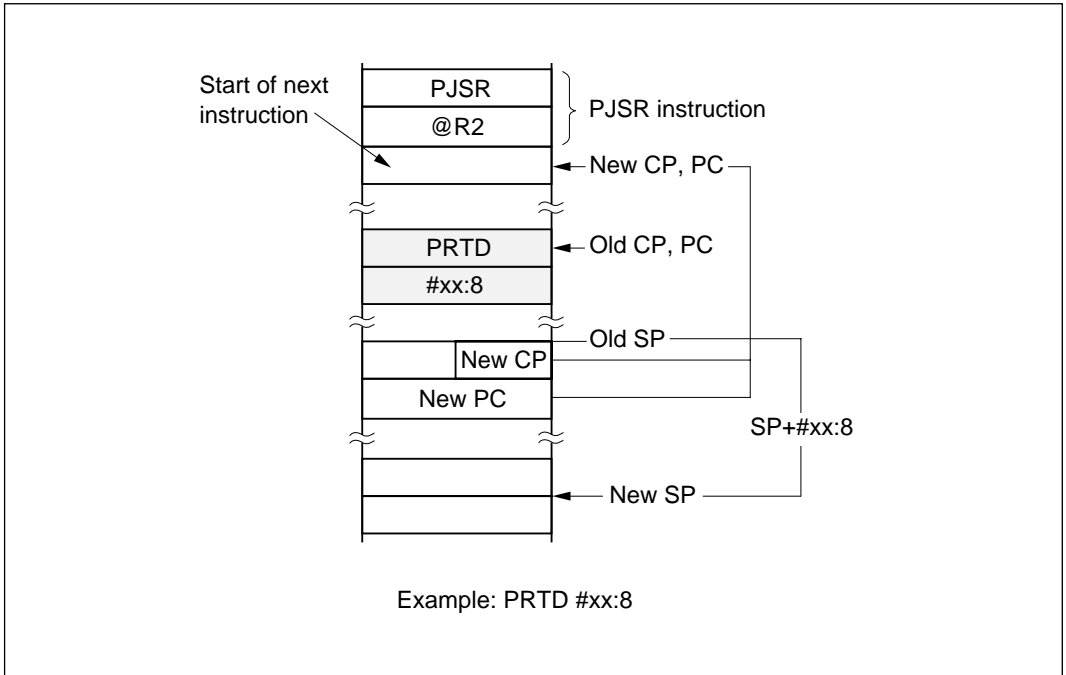 Start of next
instruction
PJSR
@R2
PJSR instruction
New CP, PC
PRTD
Old CP, PC
#xx:8
Old SP
New CP
New PC
SP+#xx:8
New SP
Example: PRTD #xx:8